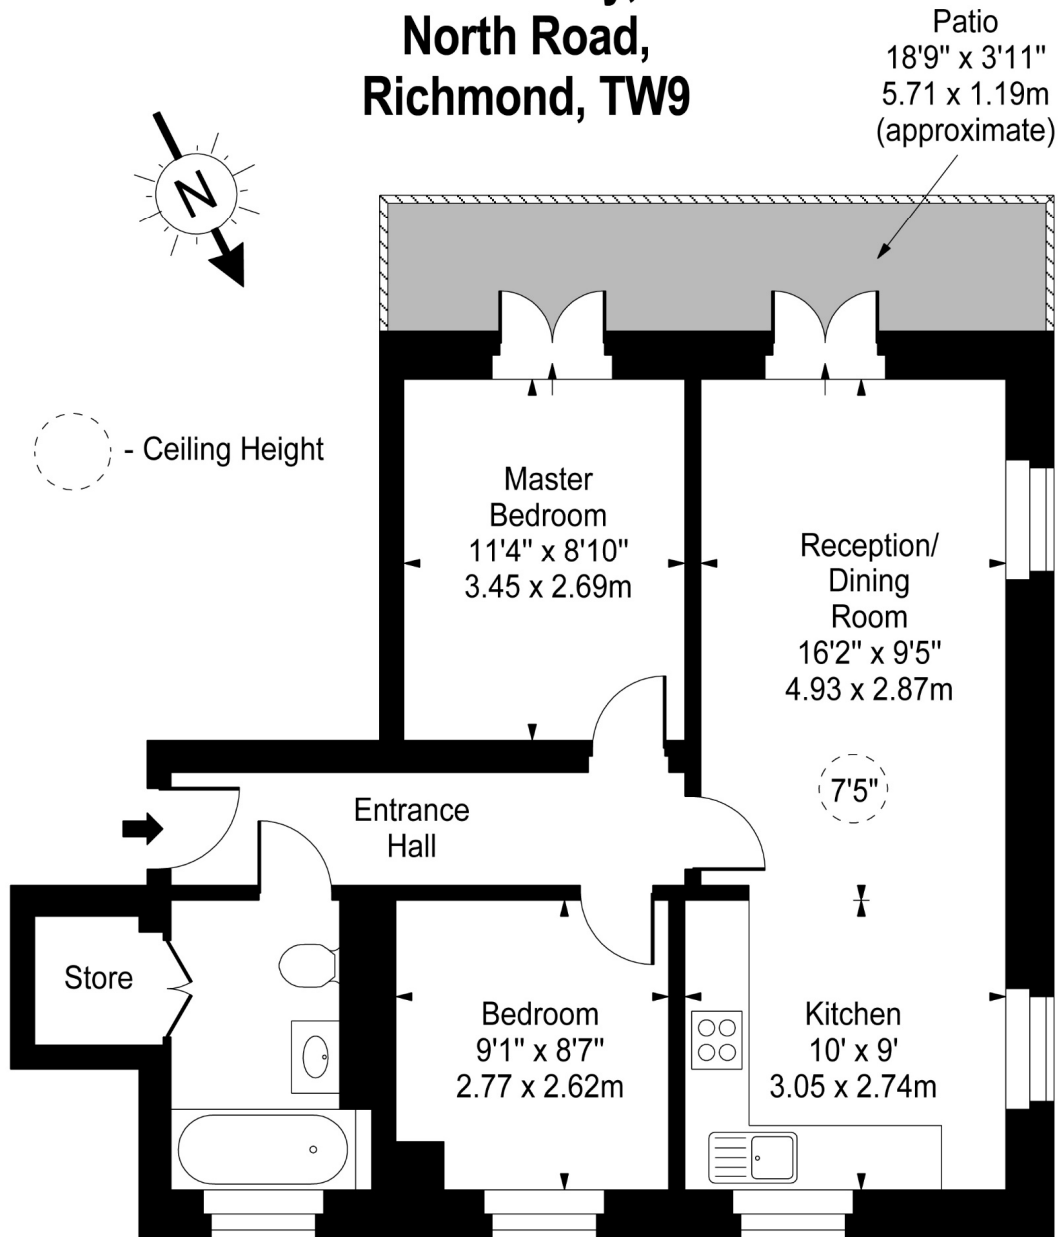 North Road,
Richmond, TW9
Patio
18'9" x 3'11"
5.71 x 1.19m
(approximate)
N
- Ceiling Height
Master
Bedroom
11'4" x 8'10"
3.45 x 2.69m
Reception/
Dining
Room
16'2" x 9'5"
4.93 x 2.87m
7'5"
Entrance
Hall
Store
Bedroom
9'1" x 8'7"
2.77 x 2.62m
Kitchen
10' x 9'
3.05 x 2.74m